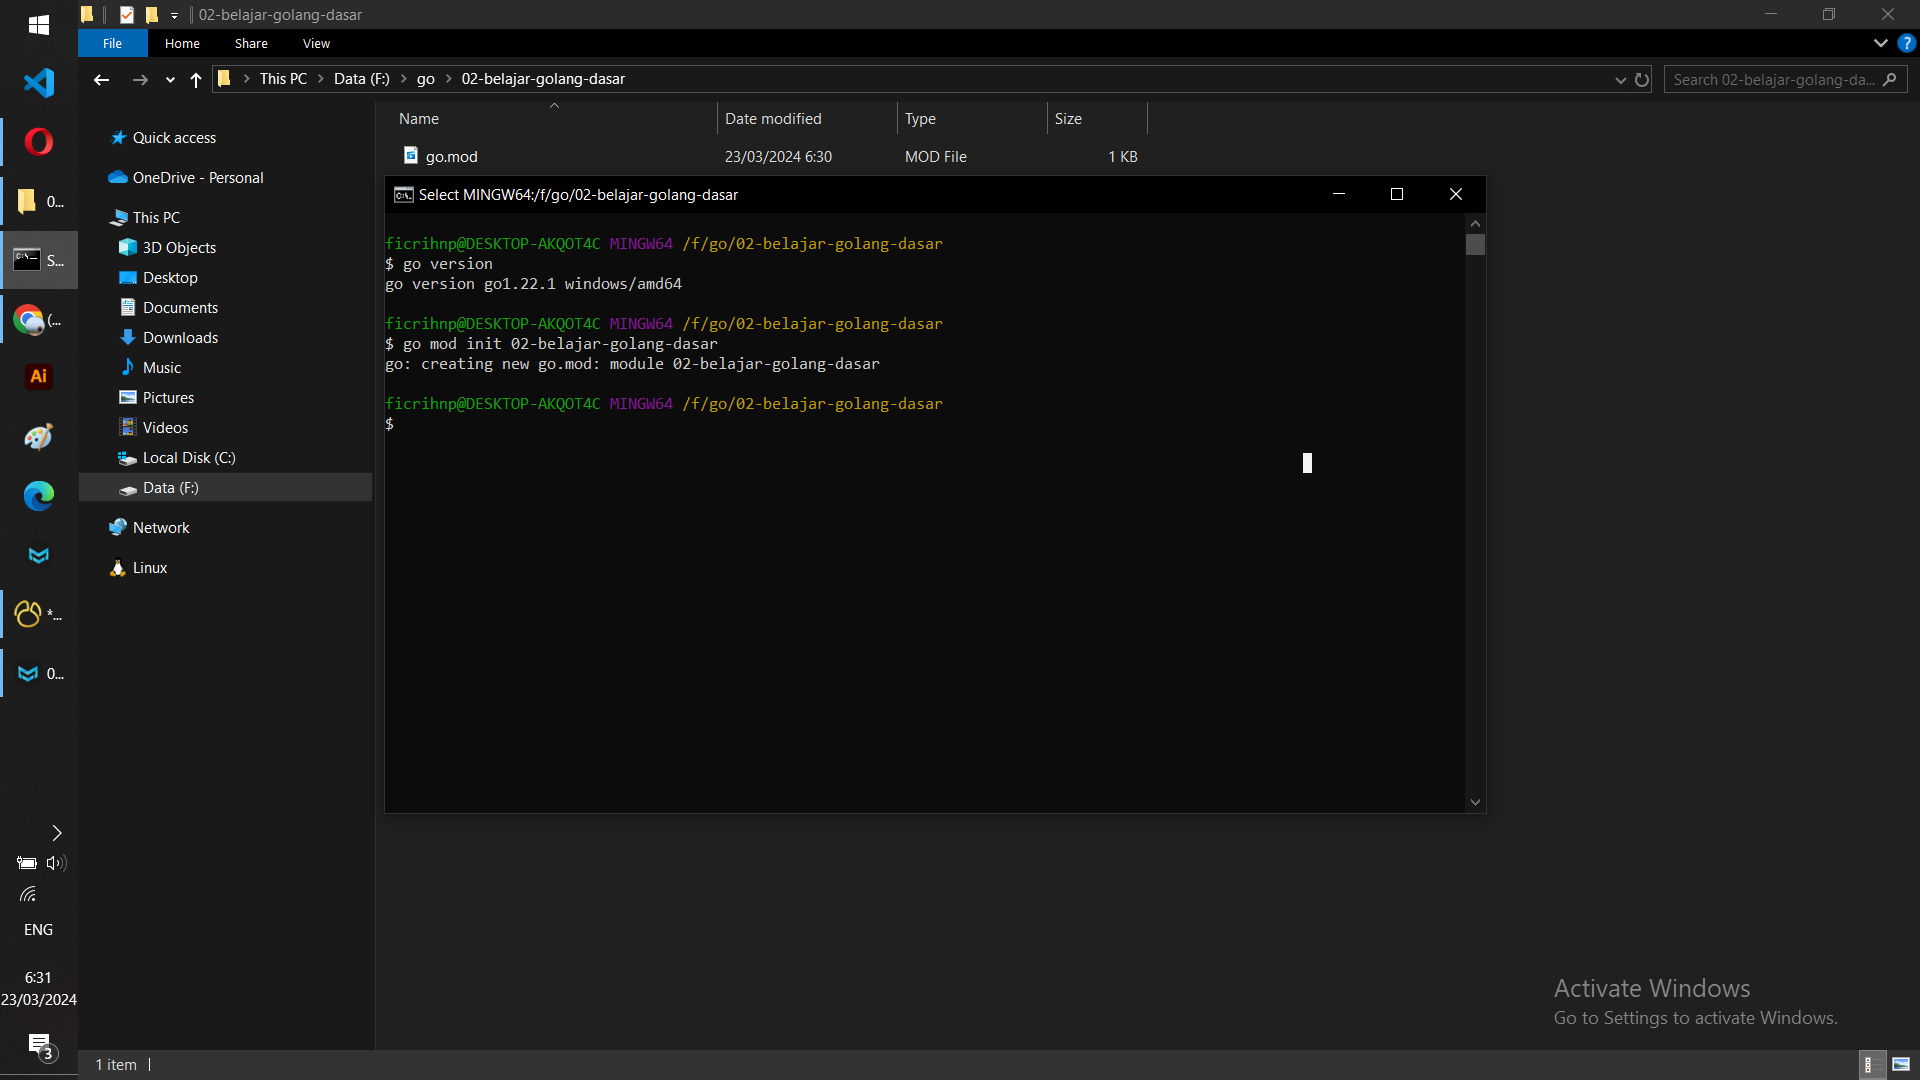 02-belajar-golang-dasar
File
Home
Share
View
This PC
Data (F:)
go
02-belajar-golang-dasar
Search 02-belajar-golang-da...
Name
Date modified
Type
Size
go.mod
23/03/2024 6:30
MOD File
1 KB
Quick access
OneDrive - Personal
This PC
3D Objects
Desktop
Documents
Downloads
Music
Pictures
Videos
Local Disk (C:)
Data (F:)
Network
Linux
Select MINGW64:/f/go/02-belajar-golang-dasar
ficrihnp@DESKTOP-AKQOT4C MINGW64 /f/go/02-belajar-golang-dasar
$ go version
go version go1.22.1 windows/amd64
ficrihnp@DESKTOP-AKQOT4C MINGW64 /f/go/02-belajar-golang-dasar
$ go mod init 02-belajar-golang-dasar
go: creating new go.mod: module 02-belajar-golang-dasar
ficrihnp@DESKTOP-AKQOT4C MINGW64 /f/go/02-belajar-golang-dasar
$
0...
S...
(...
Ai
*...
0...
ENG
6:31
23/03/2024
3
1 item
Activate Windows
Go to Settings to activate Windows.